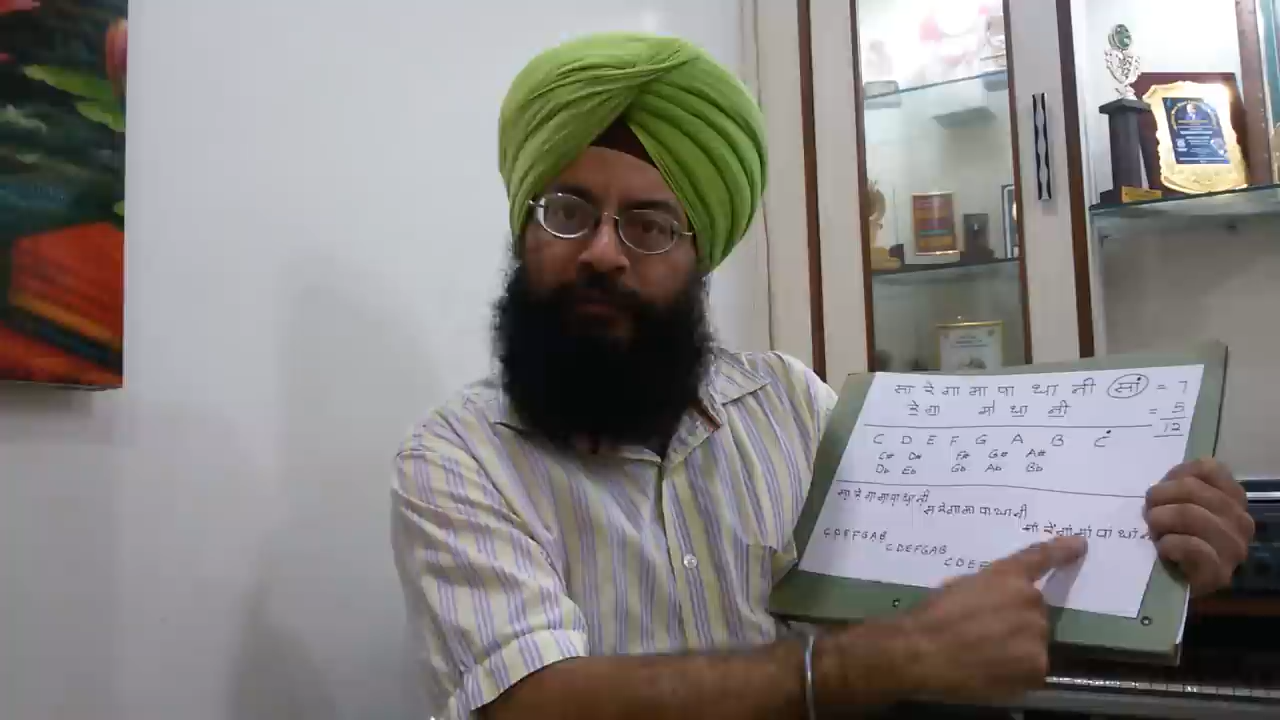 सा रे गा मा पा धा नी सां = 7
रे॒ गा॒ मा॑ धा॒ नी॒ = 5
12
C D E F G A B Ċ
C# D# F# G# A#
Db Eb Gb Ab Bb
सा़ रे़ गा़ मा़ पा़ धा़ नी़
सा रे गा मा पा धा नी
सां रें गां मां पां धां
C D E F G A B
C D E F G A B
C D E